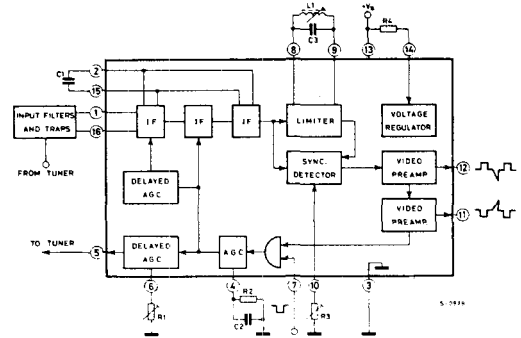 L1
C3
+Vs
R4
8
9
13
14
C1
2
15
1
16
INPUT FILTERS
AND TRAPS
FROM TUNER
IF
IF
IF
LIMITER
VOLTAGE
REGULATOR
SYNC.
DETECTOR
VIDEO
PREAMP.
12
VIDEO
PREAMP.
11
DELAYED
AGC
TO TUNER
5
DELAYED
AGC
AGC
6
4
7
10
3
R1
R2
C2
R3